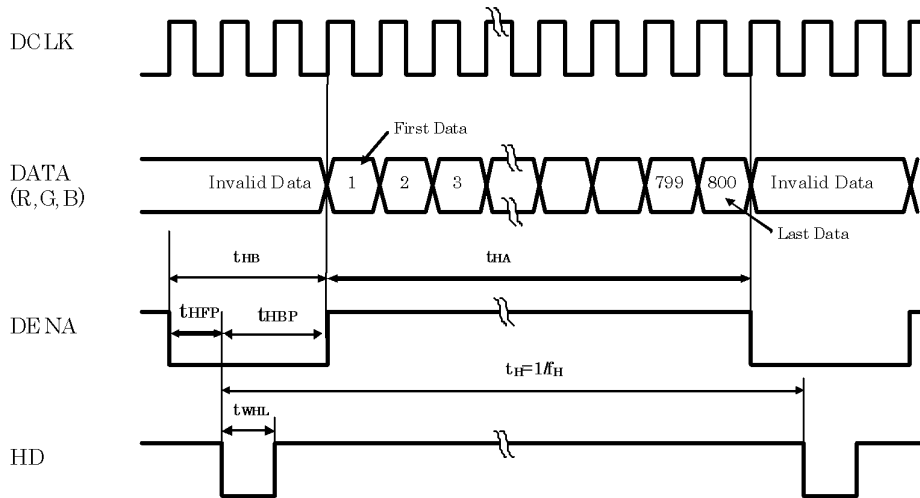 DCLK
First Data
DATA
(R, G, B)
Invalid Data 1 2 3 799 800 Invalid Data
Last Data
tHB tHA
tHFP tHBP
DENA
tH=1/fH
tWHL
HD